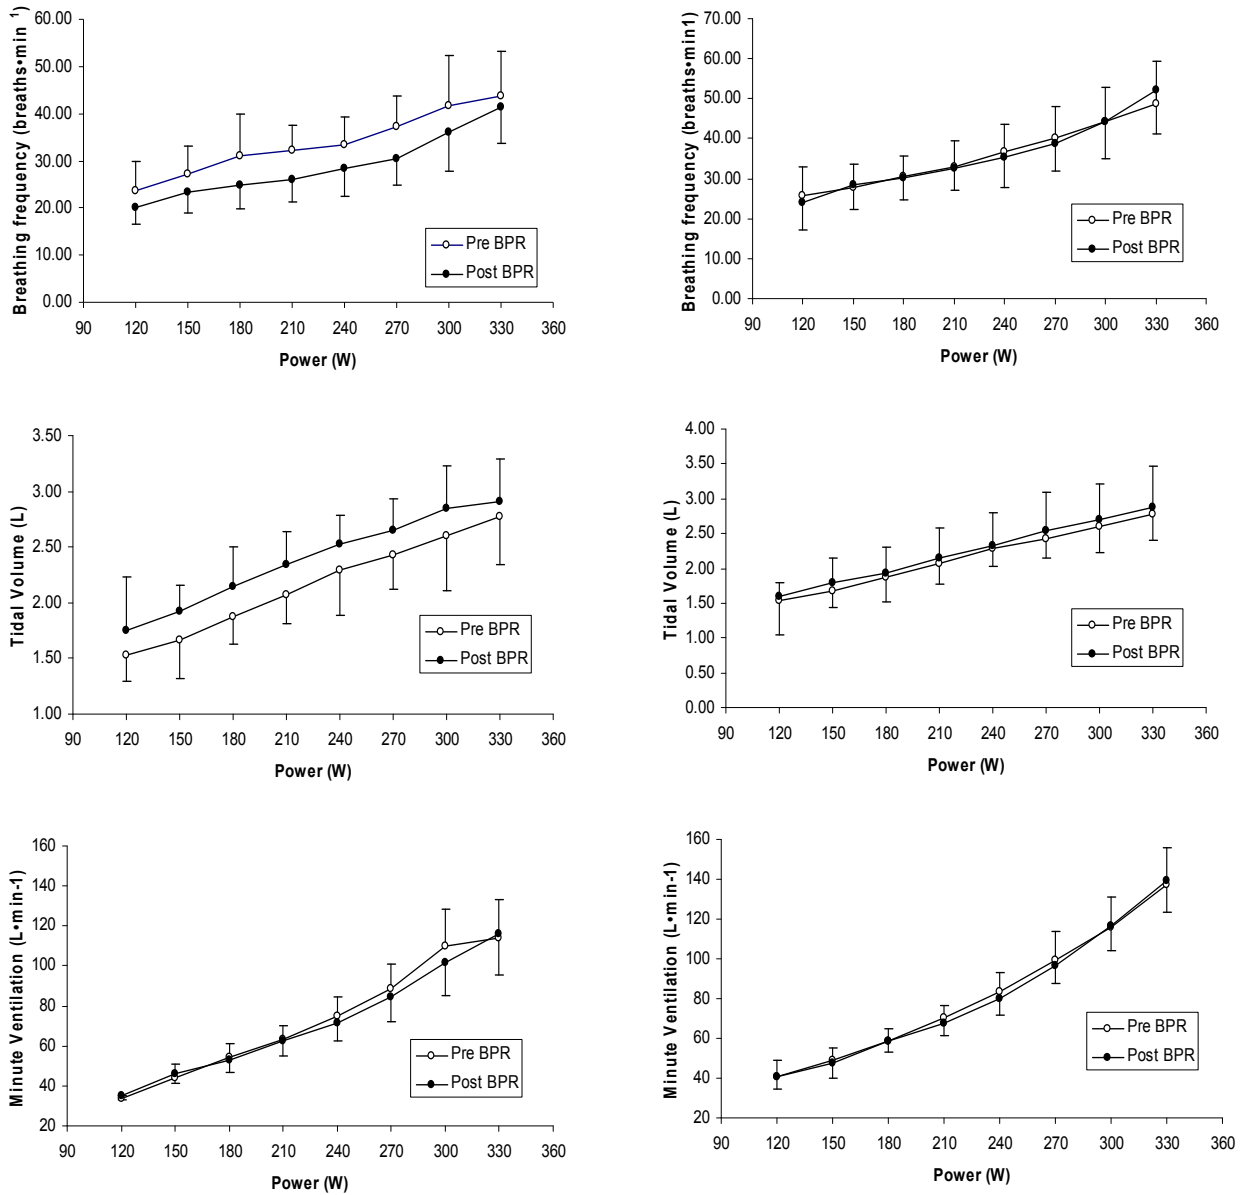 Breathing frequency (breaths•min ¹)
60.00
50.00
40.00
30.00
20.00
10.00
0.00
90 120 150 180 210 240 270 300 330 360
Power (W)
Pre BPR
Post BPR
Breathing frequency (breaths•min1)
70.00
60.00
50.00
40.00
30.00
20.00
10.00
0.00
90 120 150 180 210 240 270 300 330 360
Power (W)
Pre BPR
Post BPR
Tidal Volume (L)
3.50
3.00
2.50
2.00
1.50
1.00
90 120 150 180 210 240 270 300 330 360
Power (W)
Pre BPR
Post BPR
Tidal Volume (L)
4.00
3.50
3.00
2.50
2.00
1.50
1.00
0.50
0.00
90 120 150 180 210 240 270 300 330 360
Power (W)
Pre BPR
Post BPR
Minute Ventilation (L•min-1)
160
140
120
100
80
60
40
20
90 120 150 180 210 240 270 300 330 360
Power (W)
Pre BPR
Post BPR
Minute Ventilation (L•min-1)
160
140
120
100
80
60
40
20
90 120 150 180 210 240 270 300 330 360
Power (W)
Pre BPR
Post BPR